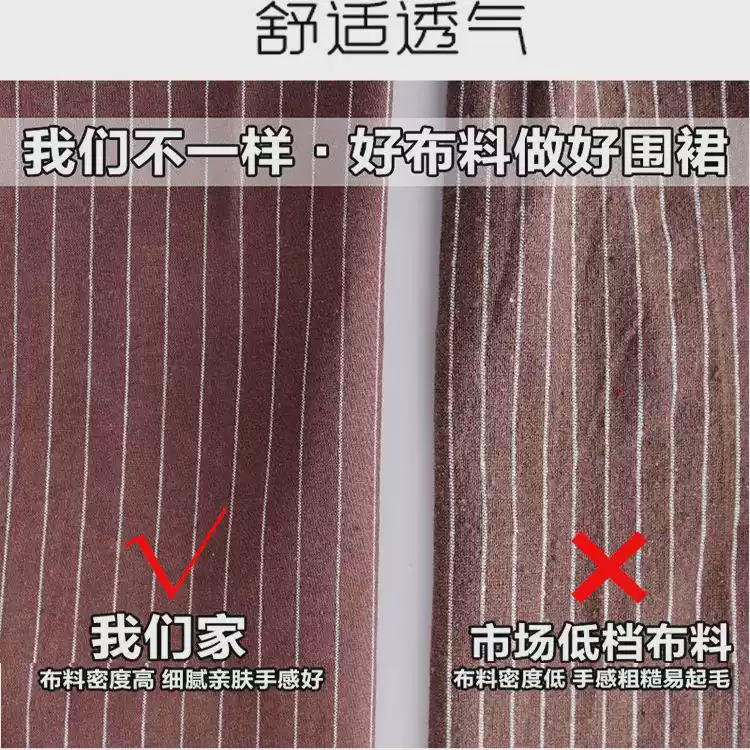 舒适透气
我们不一样·好布料做好围裙
我们家
布料密度高 细腻亲肤手感好
市场低档布料
布料密度低 手感粗糙易起毛